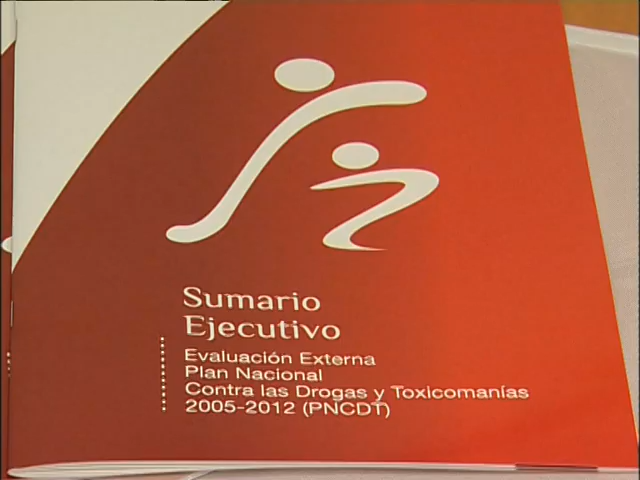 Sumario
Ejecutivo
Evaluación Externa
Plan Nacional
Contra las Drogas y Toxicomanías
2005-2012 (PNCDT)